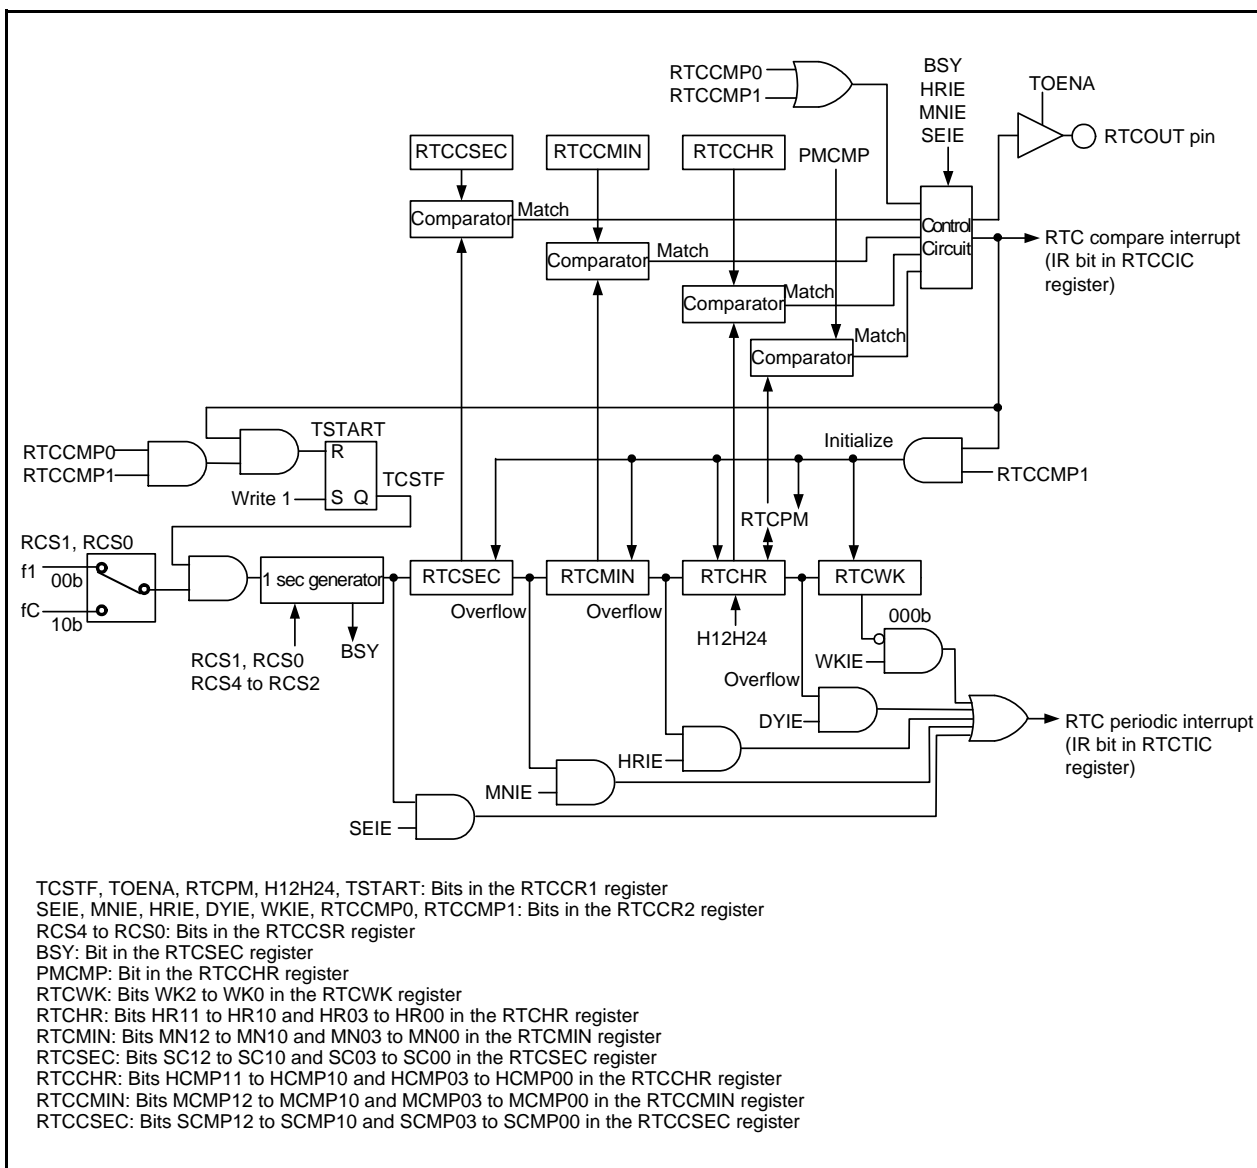 RTCCMP0
RTCCMP1
BSY
HRIE
MNIE
SEIE
TOENA
RTCOUT pin
RTCCSEC
RTCCMIN
RTCCHR
PMCMP
Comparator
Match
Control
Circuit
Comparator
Match
RTC compare interrupt
(IR bit in RTCCIC
register)
Comparator
Match
Comparator
Match
RTCCMP0
RTCCMP1
TSTART
R
S Q
Write 1
TCSTF
Initialize
RTCCMP1
RTCPM
RCS1, RCS0
f1
00b
fC
10b
1 sec generator
RTCSEC
RTCMIN
RTCHR
RTCWK
Overflow
Overflow
000b
H12H24
BSY
RCS1, RCS0
RCS4 to RCS2
WKIE
Overflow
DYIE
HRIE
MNIE
SEIE
RTC periodic interrupt
(IR bit in RTCTIC
register)
TCSTF, TOENA, RTCPM, H12H24, TSTART: Bits in the RTCCR1 register
SEIE, MNIE, HRIE, DYIE, WKIE, RTCCMP0, RTCCMP1: Bits in the RTCCR2 register
RCS4 to RCS0: Bits in the RTCCSR register
BSY: Bit in the RTCSEC register
PMCMP: Bit in the RTCCHR register
RTCWK: Bits WK2 to WK0 in the RTCWK register
RTCHR: Bits HR11 to HR10 and HR03 to HR00 in the RTCHR register
RTCMIN: Bits MN12 to MN10 and MN03 to MN00 in the RTCMIN register
RTCSEC: Bits SC12 to SC10 and SC03 to SC00 in the RTCSEC register
RTCCHR: Bits HCMP11 to HCMP10 and HCMP03 to HCMP00 in the RTCCHR register
RTCCMIN: Bits MCMP12 to MCMP10 and MCMP03 to MCMP00 in the RTCCMIN register
RTCCSEC: Bits SCMP12 to SCMP10 and SCMP03 to SCMP00 in the RTCCSEC register